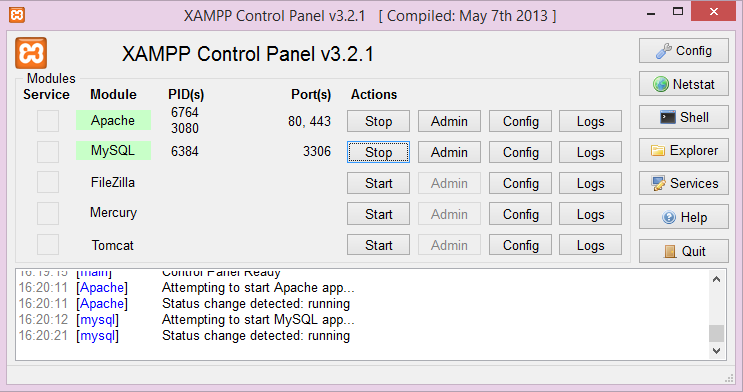 XAMPP Control Panel v3.2.1 [ Compiled: May 7th 2013 ]
XAMPP Control Panel v3.2.1
Config
Modules
Service Module PID(s) Port(s) Actions
Netstat
Apache 6764 3080 80, 443 Stop Admin Config Logs
Shell
MySQL 6384 3306 Stop Admin Config Logs
Explorer
FileZilla Start Admin Config Logs
Services
Mercury Start Admin Config Logs
Help
Tomcat Start Admin Config Logs
Quit
16:19:15 [main] Control Panel Ready
16:20:11 [Apache] Attempting to start Apache app...
16:20:11 [Apache] Status change detected: running
16:20:12 [mysql] Attempting to start MySQL app...
16:20:21 [mysql] Status change detected: running